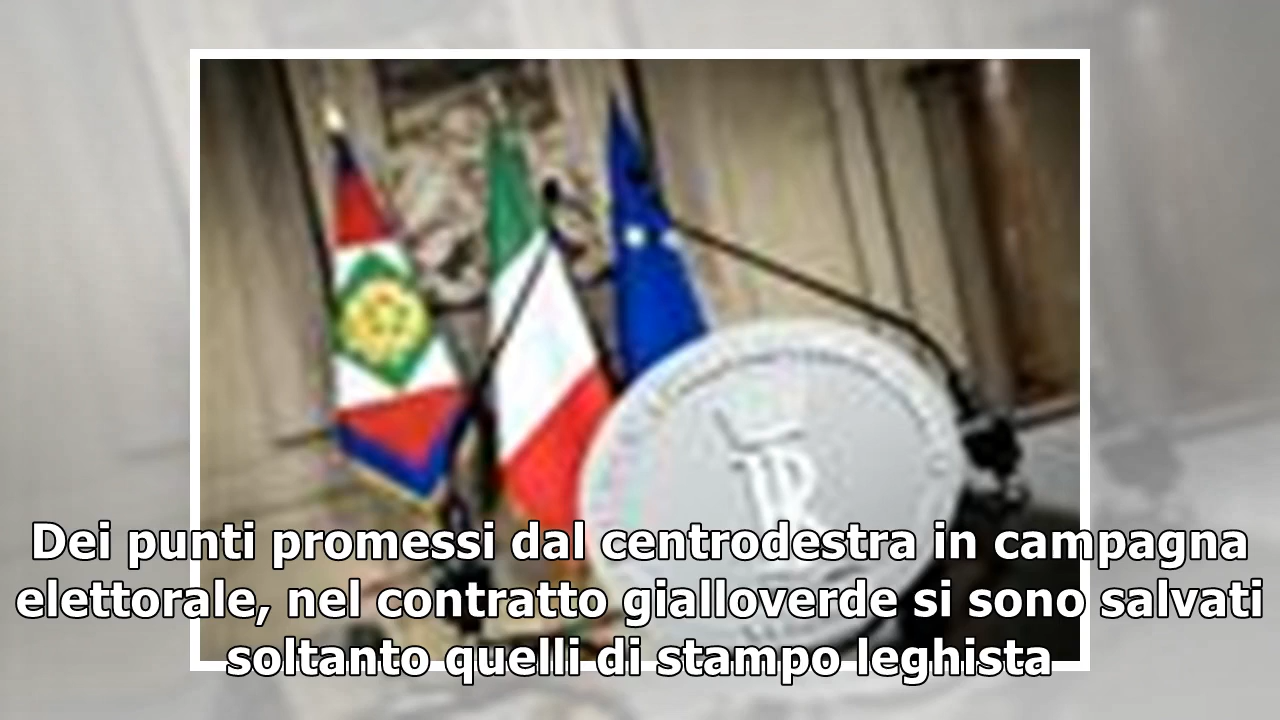 Dei punti promessi dal centrodestra in campagna
elettorale, nel contratto gialloverde si sono salvati
soltanto quelli di stampo leghista